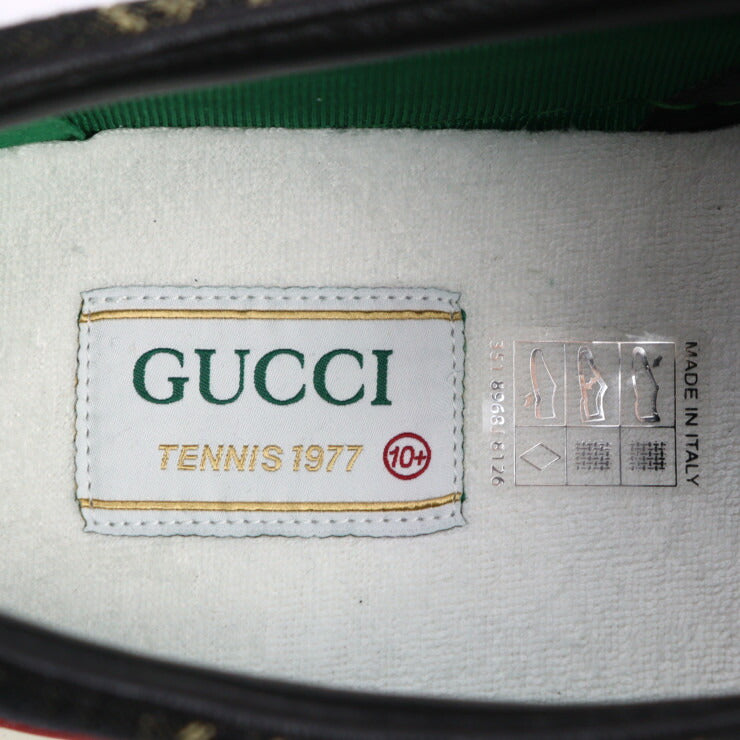 GUCCI
TENNIS 1977 10+
MADE IN ITALY